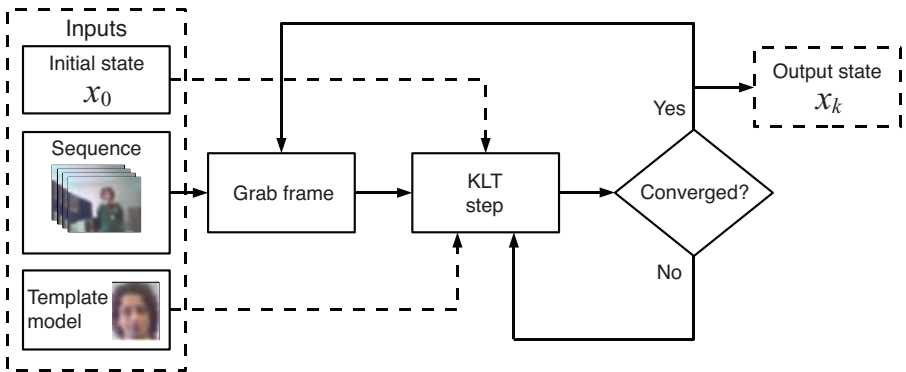 Inputs
Initial state
x0
Sequence
Template
model
Grab frame
KLT
step
Converged?
Yes
No
Output state
xk